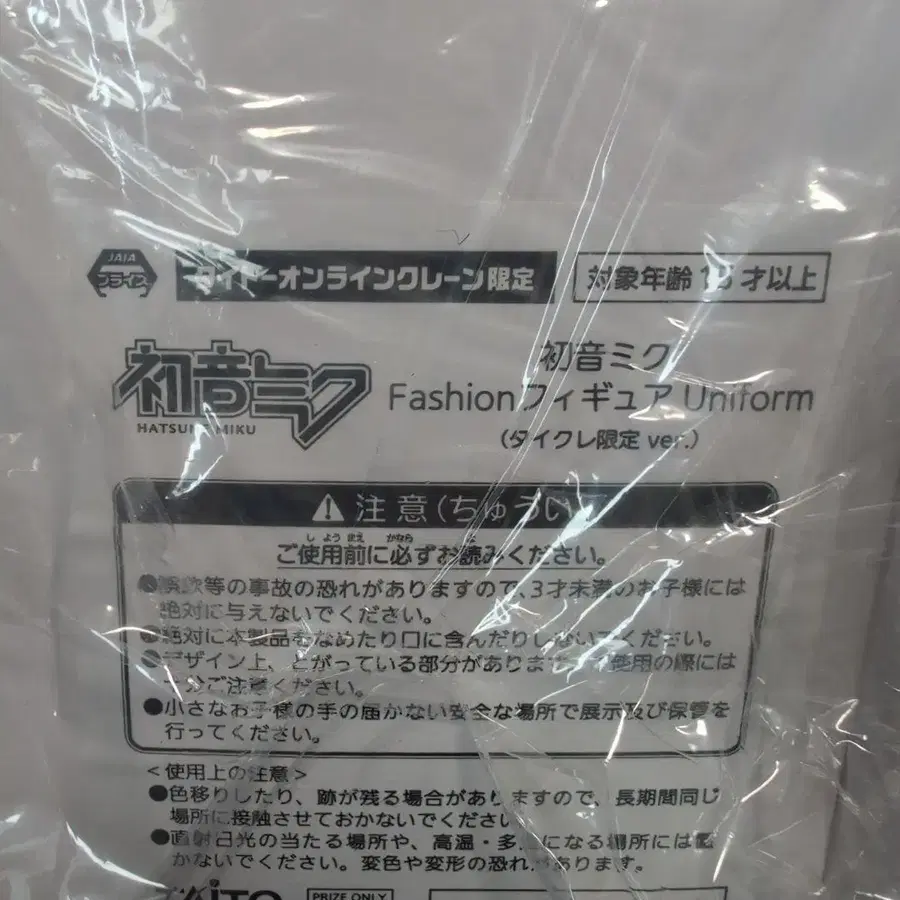 JAIA
プライズ
タイトーオンラインクレーン限定
対象年齢15才以上
初音ミク
HATSUNE MIKU
初音ミク
Fashionフィギュア Uniform
(タイクレ限定 ver.)
注意(ちゅうい)
しようまえ かなら よ
ご使用前に必ずお読みください。
●誤飲等の事故の恐れがありますので、3才未満のお子様には
絶対に与えないでください。
●絶対に本製品をなめたり口に含んだりしないでください。
●デザイン上、とがっている部分がありますので使用の際には
十分ご注意ください。
●小さなお子様の手の届かない安全な場所で展示及び保管を
行ってください。
<使用上の注意>
●色移りしたり、跡が残る場合がありますので、長期間同じ
場所に接触させておかないでください
●直射日光の当たる場所や、高温・多湿になる場所には置
かないでください。変色や変形の恐れがあります。
TAITO
PRIZE ONLY